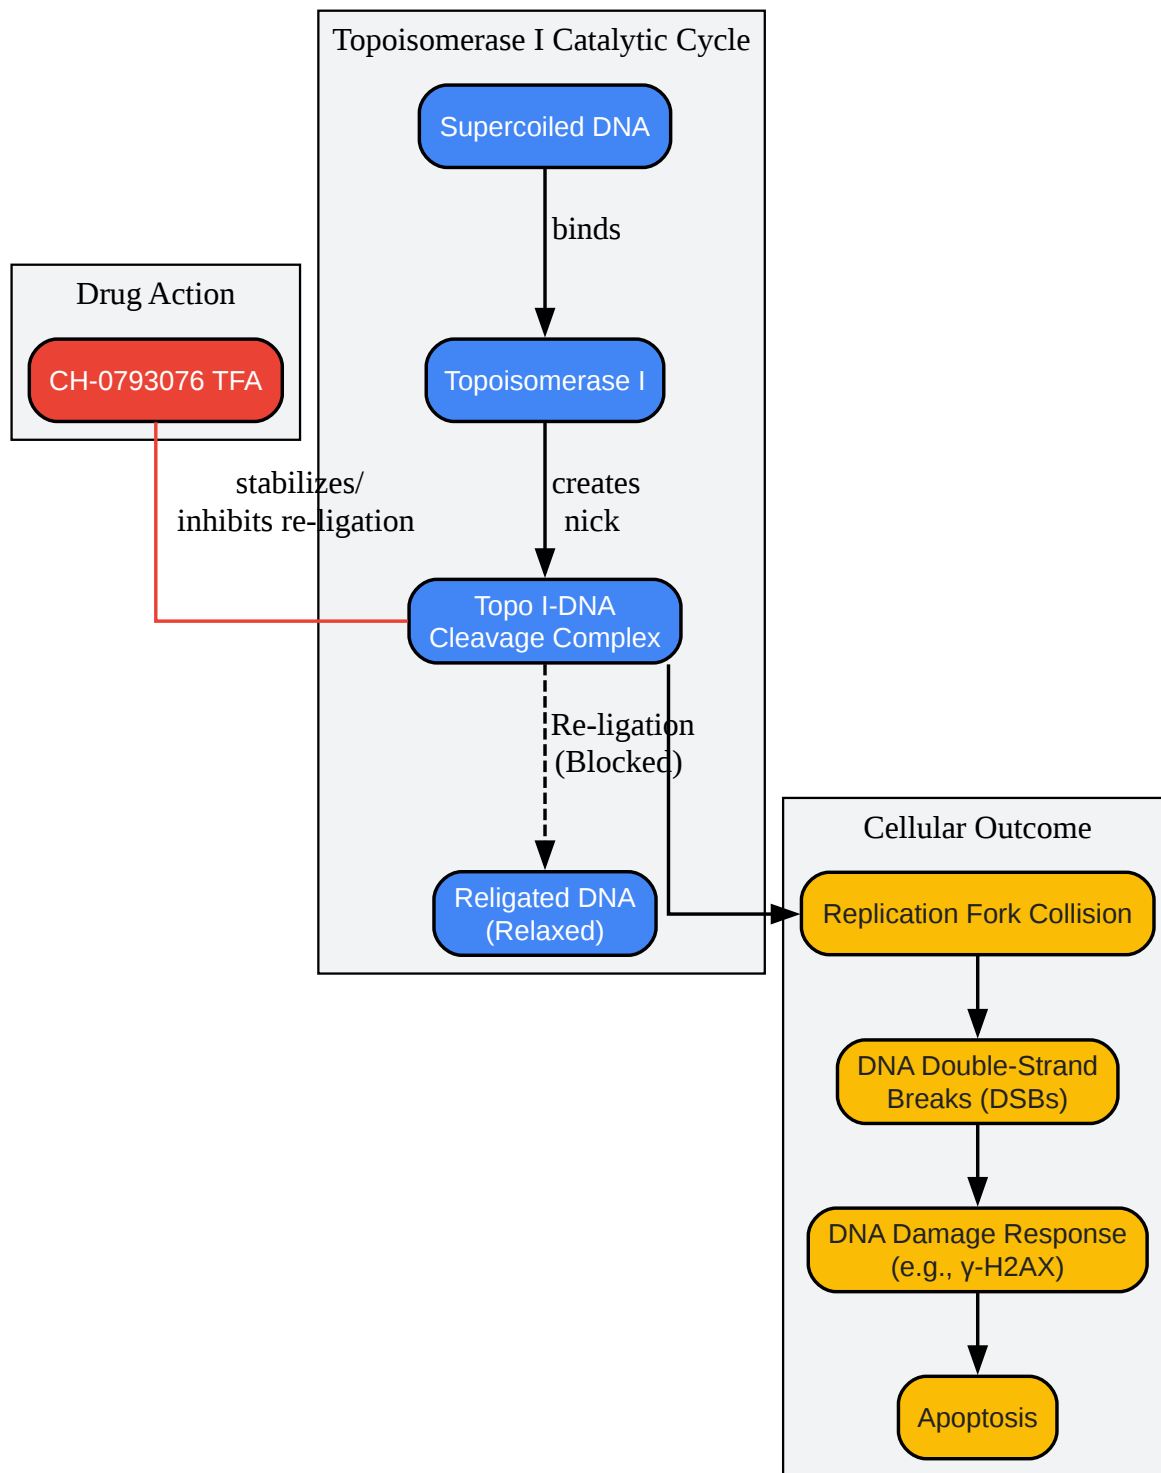 Topoisomerase I Catalytic Cycle
Supercoiled DNA
binds
Drug Action
CH-0793076 TFA
Topoisomerase I
stabilizes/
inhibits re-ligation
creates
nick
Topo I-DNA
Cleavage Complex
Re-ligation
(Blocked)
Religated DNA
(Relaxed)
Cellular Outcome
Replication Fork Collision
DNA Double-Strand
Breaks (DSBs)
DNA Damage Response
(e.g., γ-H2AX)
Apoptosis